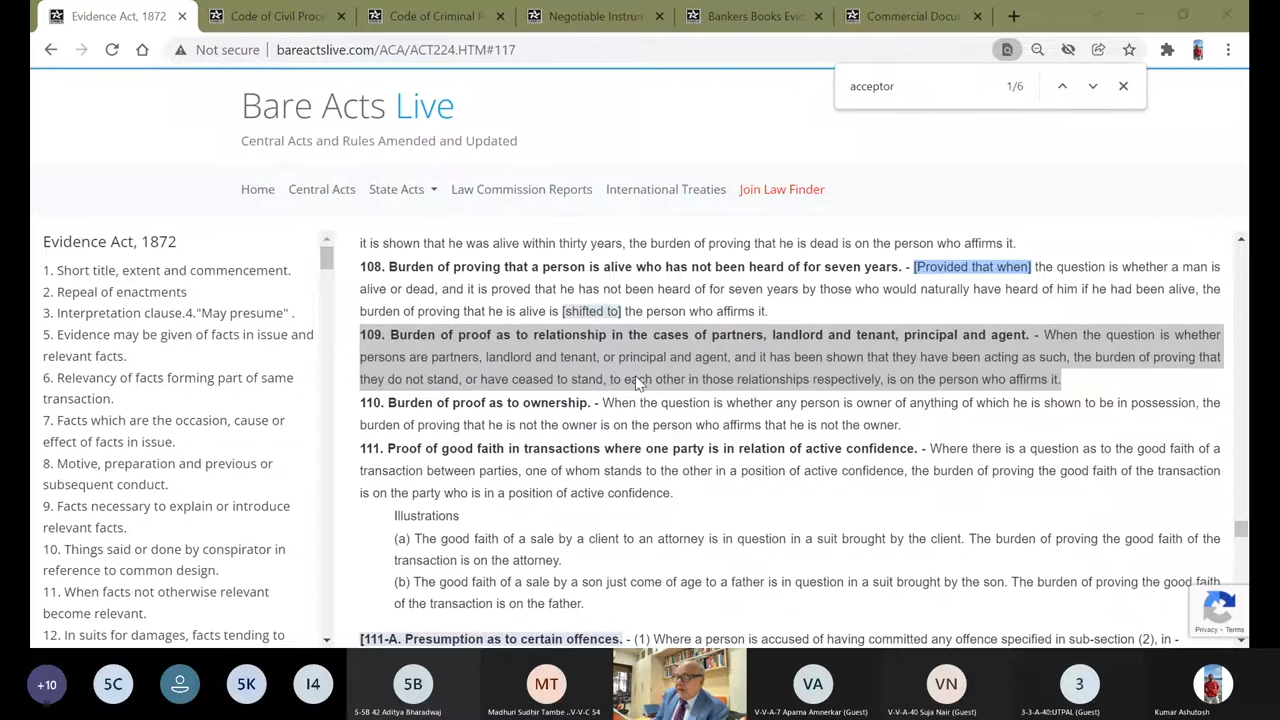 Evidence Act, 1872
Code of Civil Proce
Code of Criminal P
Negotiable Instrum
Bankers Books Evid
Commercial Docu
Not secure | bareactslive.com/ACA/ACT224.HTM#117
acceptor 1/6
Bare Acts Live
Central Acts and Rules Amended and Updated
Home Central Acts State Acts Law Commission Reports International Treaties Join Law Finder
Evidence Act, 1872
1. Short title, extent and commencement.
2. Repeal of enactments
3. Interpretation clause.4."May presume" .
5. Evidence may be given of facts in issue and
relevant facts.
6. Relevancy of facts forming part of same
transaction.
7. Facts which are the occasion, cause or
effect of facts in issue.
8. Motive, preparation and previous or
subsequent conduct.
9. Facts necessary to explain or introduce
relevant facts.
10. Things said or done by conspirator in
reference to common design.
11. When facts not otherwise relevant
become relevant.
12. In suits for damages, facts tending to
it is shown that he was alive within thirty years, the burden of proving that he is dead is on the person who affirms it.
108. Burden of proving that a person is alive who has not been heard of for seven years. - [Provided that when] the question is whether a man is
alive or dead, and it is proved that he has not been heard of for seven years by those who would naturally have heard of him if he had been alive, the
burden of proving that he is alive is [shifted to] the person who affirms it.
109. Burden of proof as to relationship in the cases of partners, landlord and tenant, principal and agent. - When the question is whether
persons are partners, landlord and tenant, or principal and agent, and it has been shown that they have been acting as such, the burden of proving that
they do not stand, or have ceased to stand, to each other in those relationships respectively, is on the person who affirms it.
110. Burden of proof as to ownership. - When the question is whether any person is owner of anything of which he is shown to be in possession, the
burden of proving that he is not the owner is on the person who affirms that he is not the owner.
111. Proof of good faith in transactions where one party is in relation of active confidence. - Where there is a question as to the good faith of a
transaction between parties, one of whom stands to the other in a position of active confidence, the burden of proving the good faith of the transaction
is on the party who is in a position of active confidence.
Illustrations
(a) The good faith of a sale by a client to an attorney is in question in a suit brought by the client. The burden of proving the good faith of the
transaction is on the attorney.
(b) The good faith of a sale by a son just come of age to a father is in question in a suit brought by the son. The burden of proving the good faith
of the transaction is on the father.
[111-A. Presumption as to certain offences. - (1) Where a person is accused of having committed any offence specified in sub-section (2), in -
Privacy - Terms
+10
5C
5K
I4
5B
5-5B 42 Aditya Bharadwaj
MT
Madhuri Sudhir Tambe ..V-V-C 54
VA
V-V-A-7 Aparna Amnerkar (Guest)
VN
V-V-A-40 Suja Nair (Guest)
3
3-3-A-40:UTPAL (Guest)
Kumar Ashutosh